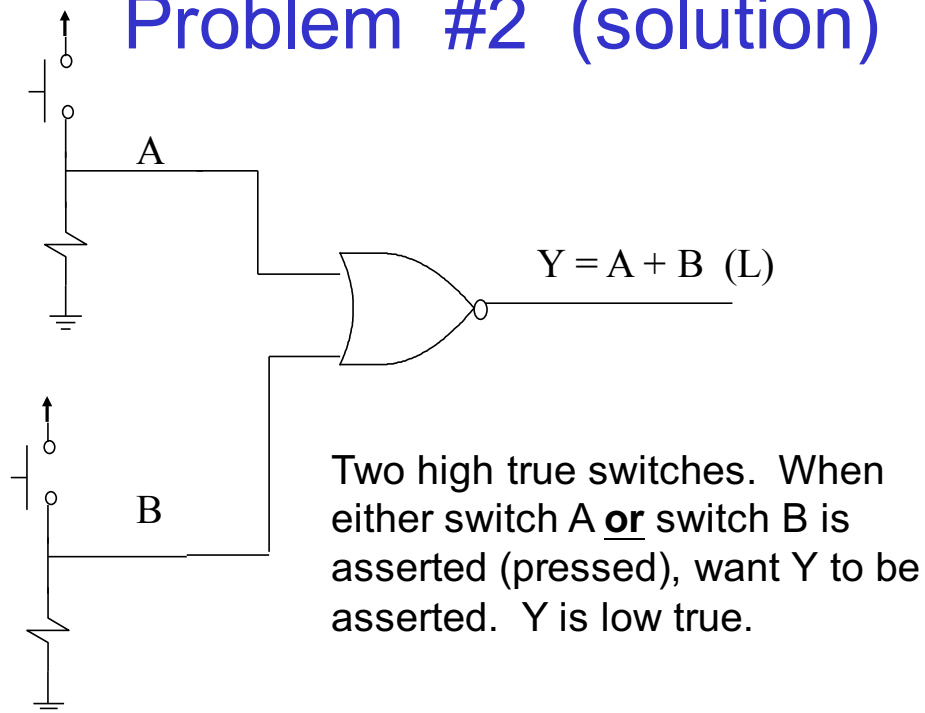 Problem #2 (solution)
A
Y = A + B (L)
B
Two high true switches. When
either switch A or switch B is
asserted (pressed), want Y to be
asserted. Y is low true.